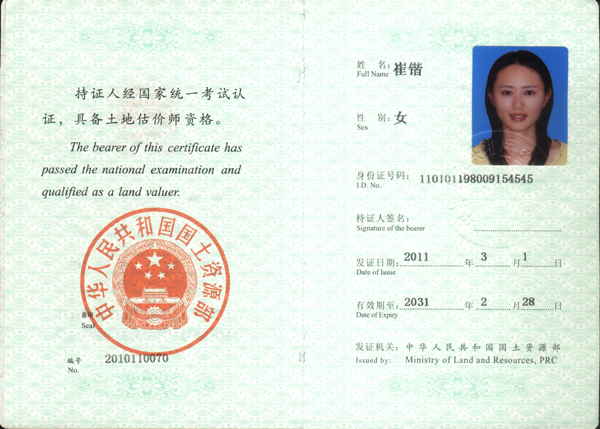 持证人经国家统一考试认
证，具备土地估价师资格。
The bearer of this certificate has
passed the national examination and
qualified as a land valuer.
中华人民共和国国土资源部
Seal
编号 2010110070
No.
姓 名: 崔锴
Full Name
性 别: 女
Sex
身份证号码: 110101198009154545
I.D. No.
持证人签名:
Signature of the bearer
发证日期: 2011 年 3 月 1 日
Date of Issue
有效期至: 2031 年 2 月 28 日
Date of Expiry
发证机关: 中华人民共和国国土资源部
Issued by: Ministry of Land and Resources, PRC